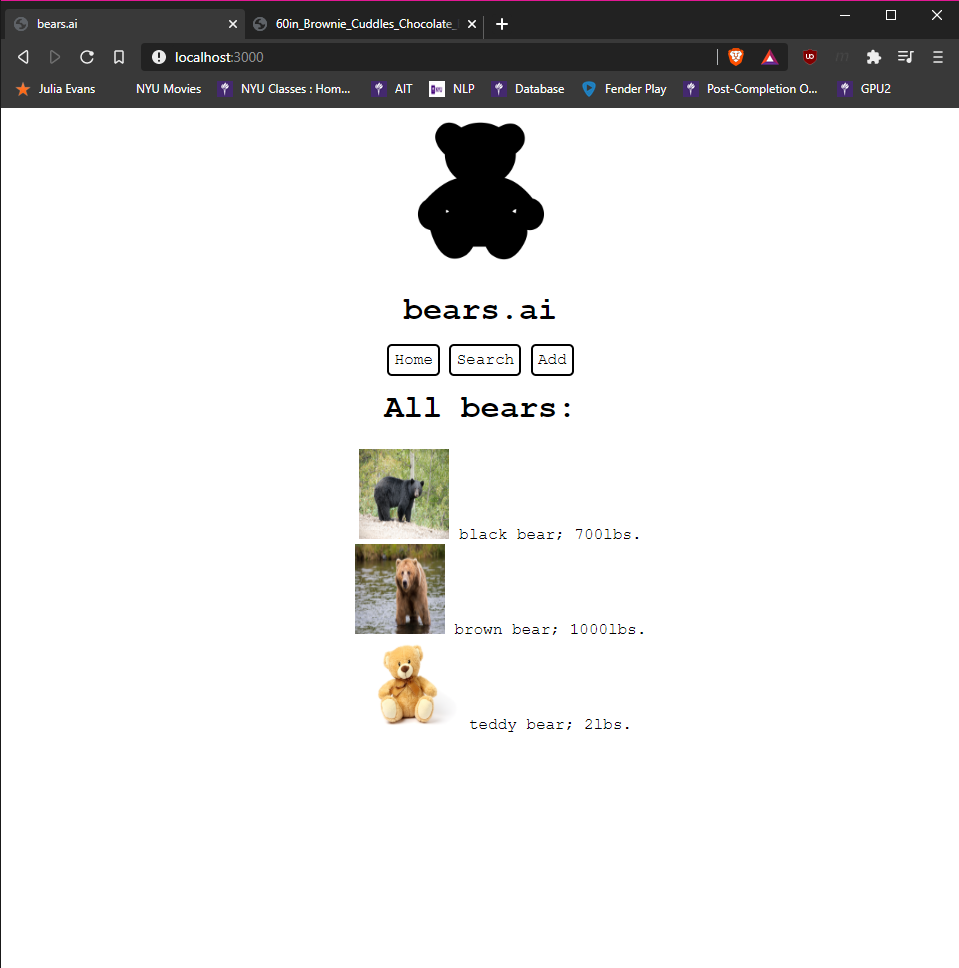 bears.ai
60in_Brownie_Cuddles_Chocolate_
localhost:3000
Julia Evans
NYU Movies
NYU Classes : Hom...
AIT
NLP
Database
Fender Play
Post-Completion O...
GPU2
bears.ai
Home Search Add
All bears:
black bear; 700lbs.
brown bear; 1000lbs.
teddy bear; 2lbs.